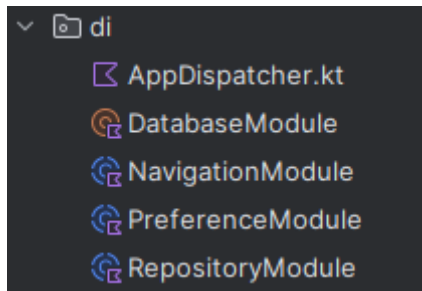 di
AppDispatcher.kt
DatabaseModule
NavigationModule
PreferenceModule
RepositoryModule